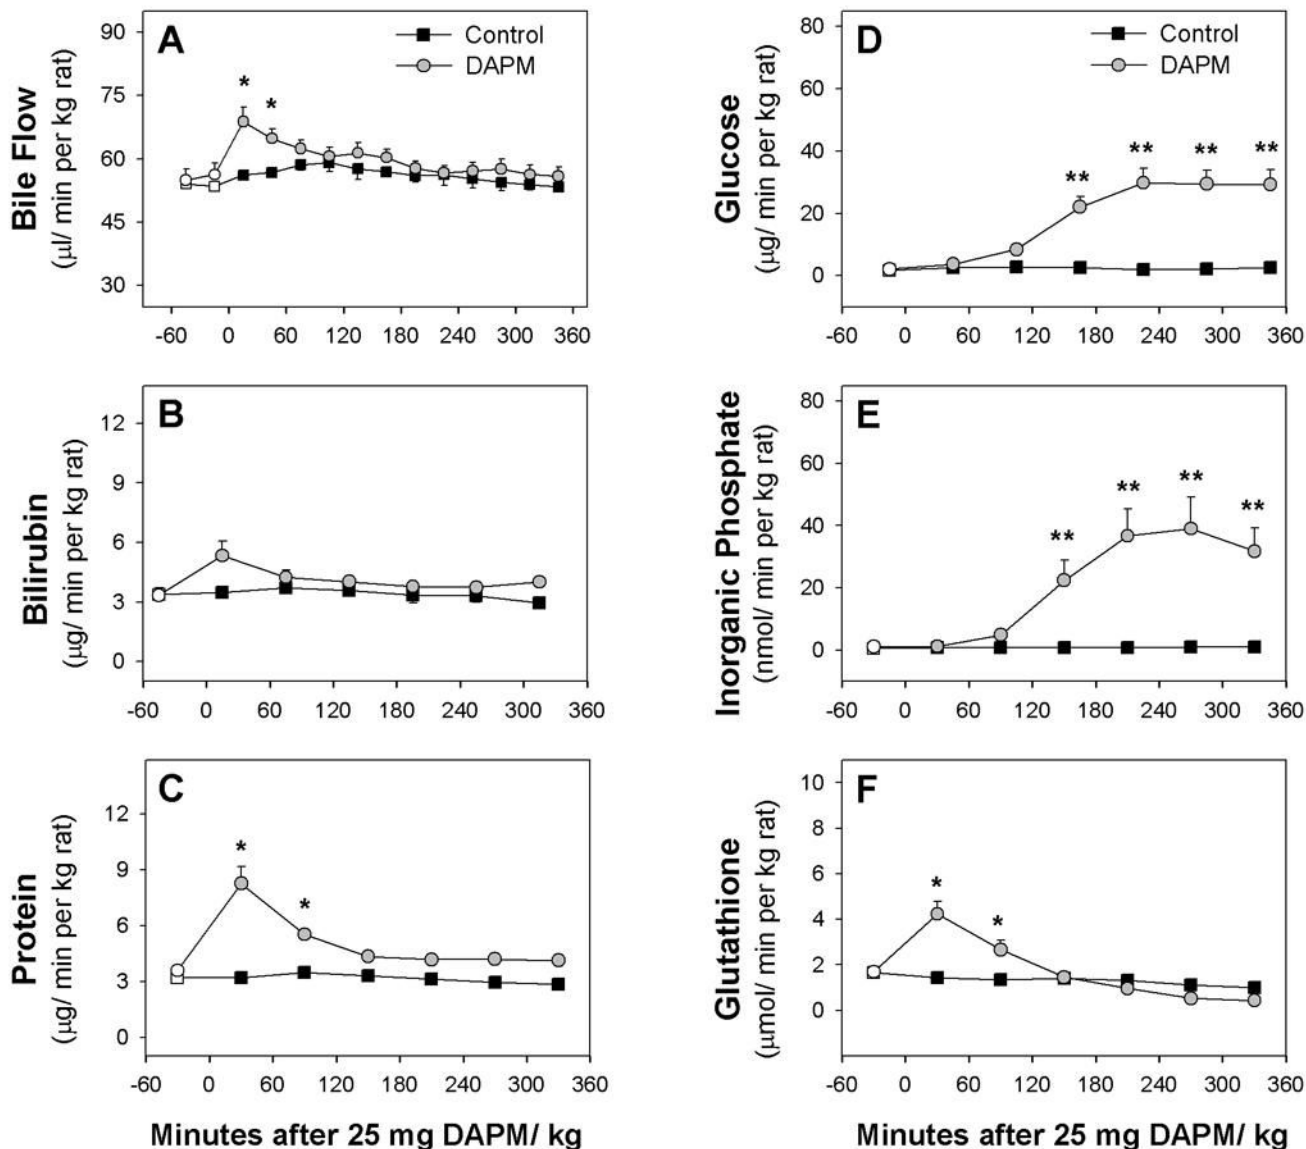 A
Control
DAPM
* *
90
75
60
45
30
Bile Flow
(μl/ min per kg rat)
-60 0 60 120 180 240 300 360
B
12
9
6
3
0
Bilirubin
(μg/ min per kg rat)
-60 0 60 120 180 240 300 360
C
* *
12
9
6
3
0
Protein
(μg/ min per kg rat)
-60 0 60 120 180 240 300 360
Minutes after 25 mg DAPM/ kg
D
Control
DAPM
** ** ** **
80
60
40
20
0
Glucose
(μg/ min per kg rat)
-60 0 60 120 180 240 300 360
E
** ** ** **
80
60
40
20
0
Inorganic Phosphate
(nmol/ min per kg rat)
-60 0 60 120 180 240 300 360
F
* *
10
8
6
4
2
0
Glutathione
(μmol/ min per kg rat)
-60 0 60 120 180 240 300 360
Minutes after 25 mg DAPM/ kg